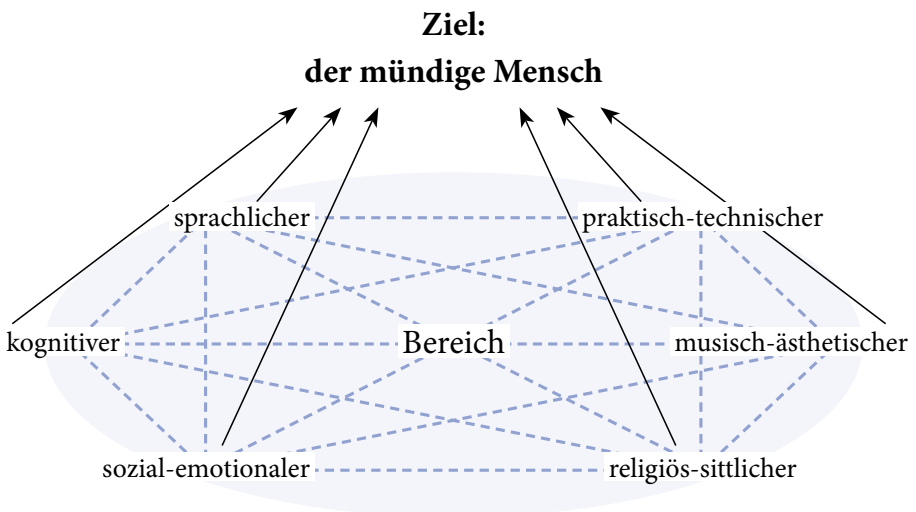 Ziel:
der mündige Mensch
sprachlicher
praktisch-technischer
kognitiver
Bereich
musisch-ästhetischer
sozial-emotionaler
religiös-sittlicher